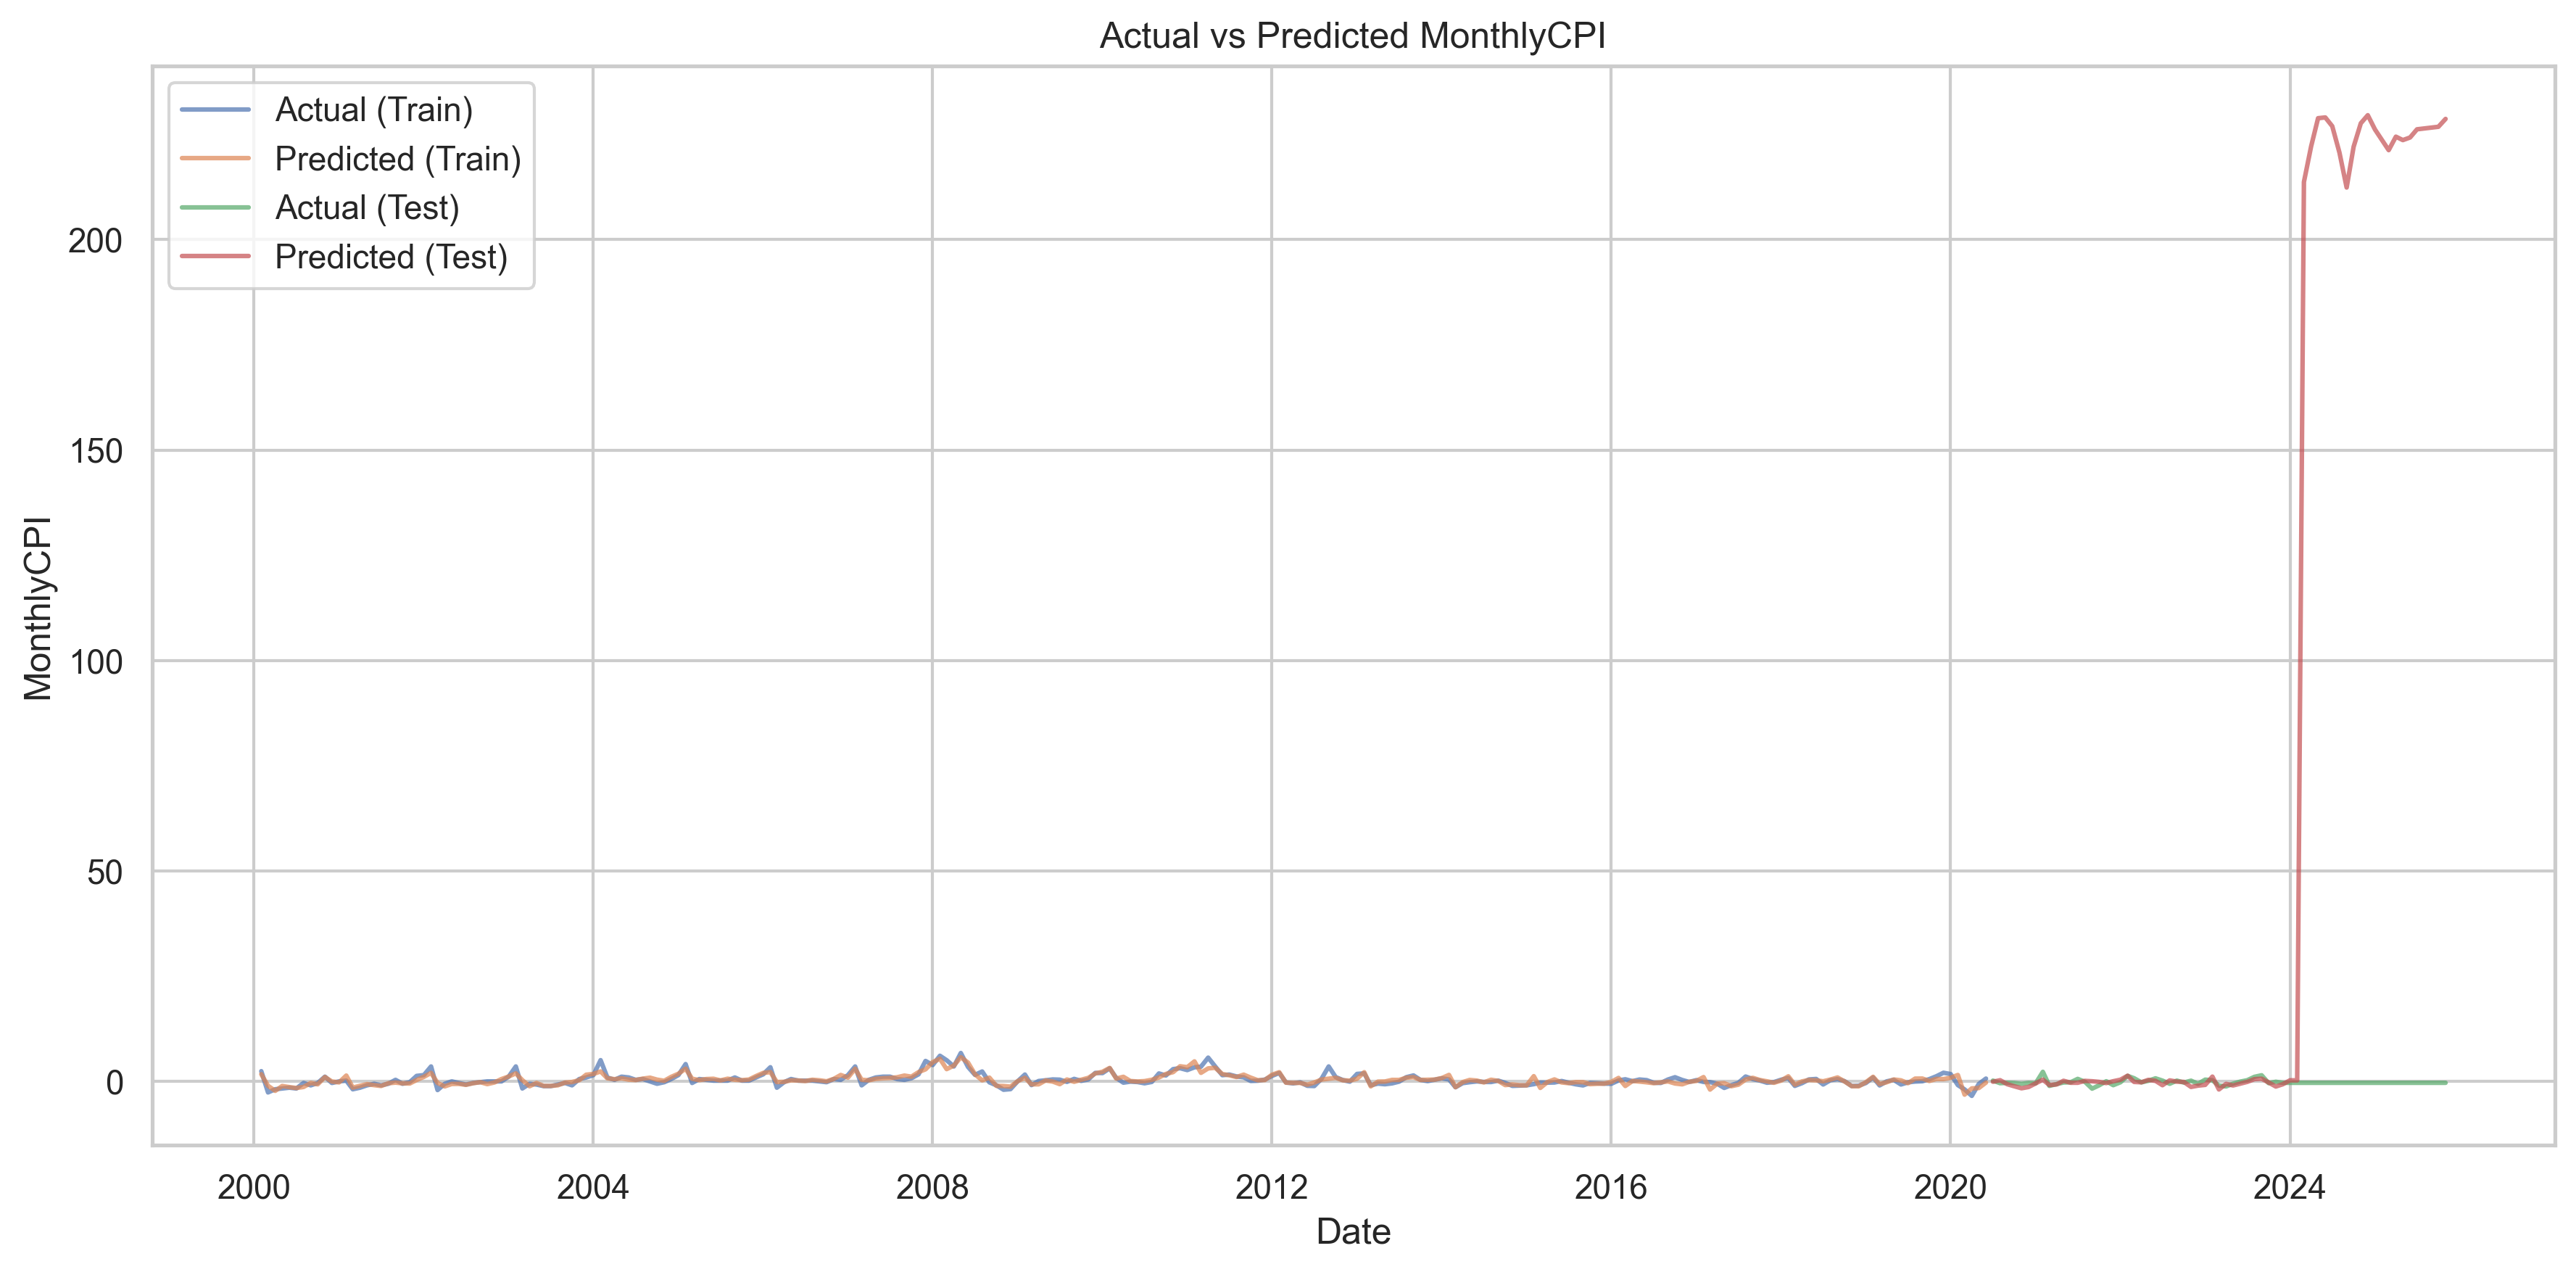 Actual vs Predicted MonthlyCPI
Actual (Train)
Predicted (Train)
Actual (Test)
Predicted (Test)
MonthlyCPI
200
150
100
50
0
2000 2004 2008 2012 2016 2020 2024
Date